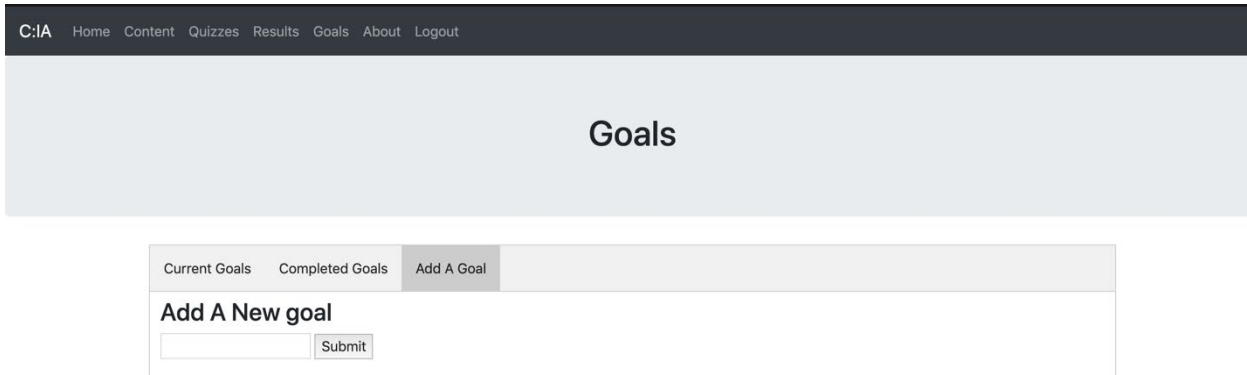 C:IA Home Content Quizzes Results Goals About Logout
Goals
Current Goals Completed Goals Add A Goal
Add A New goal
Submit